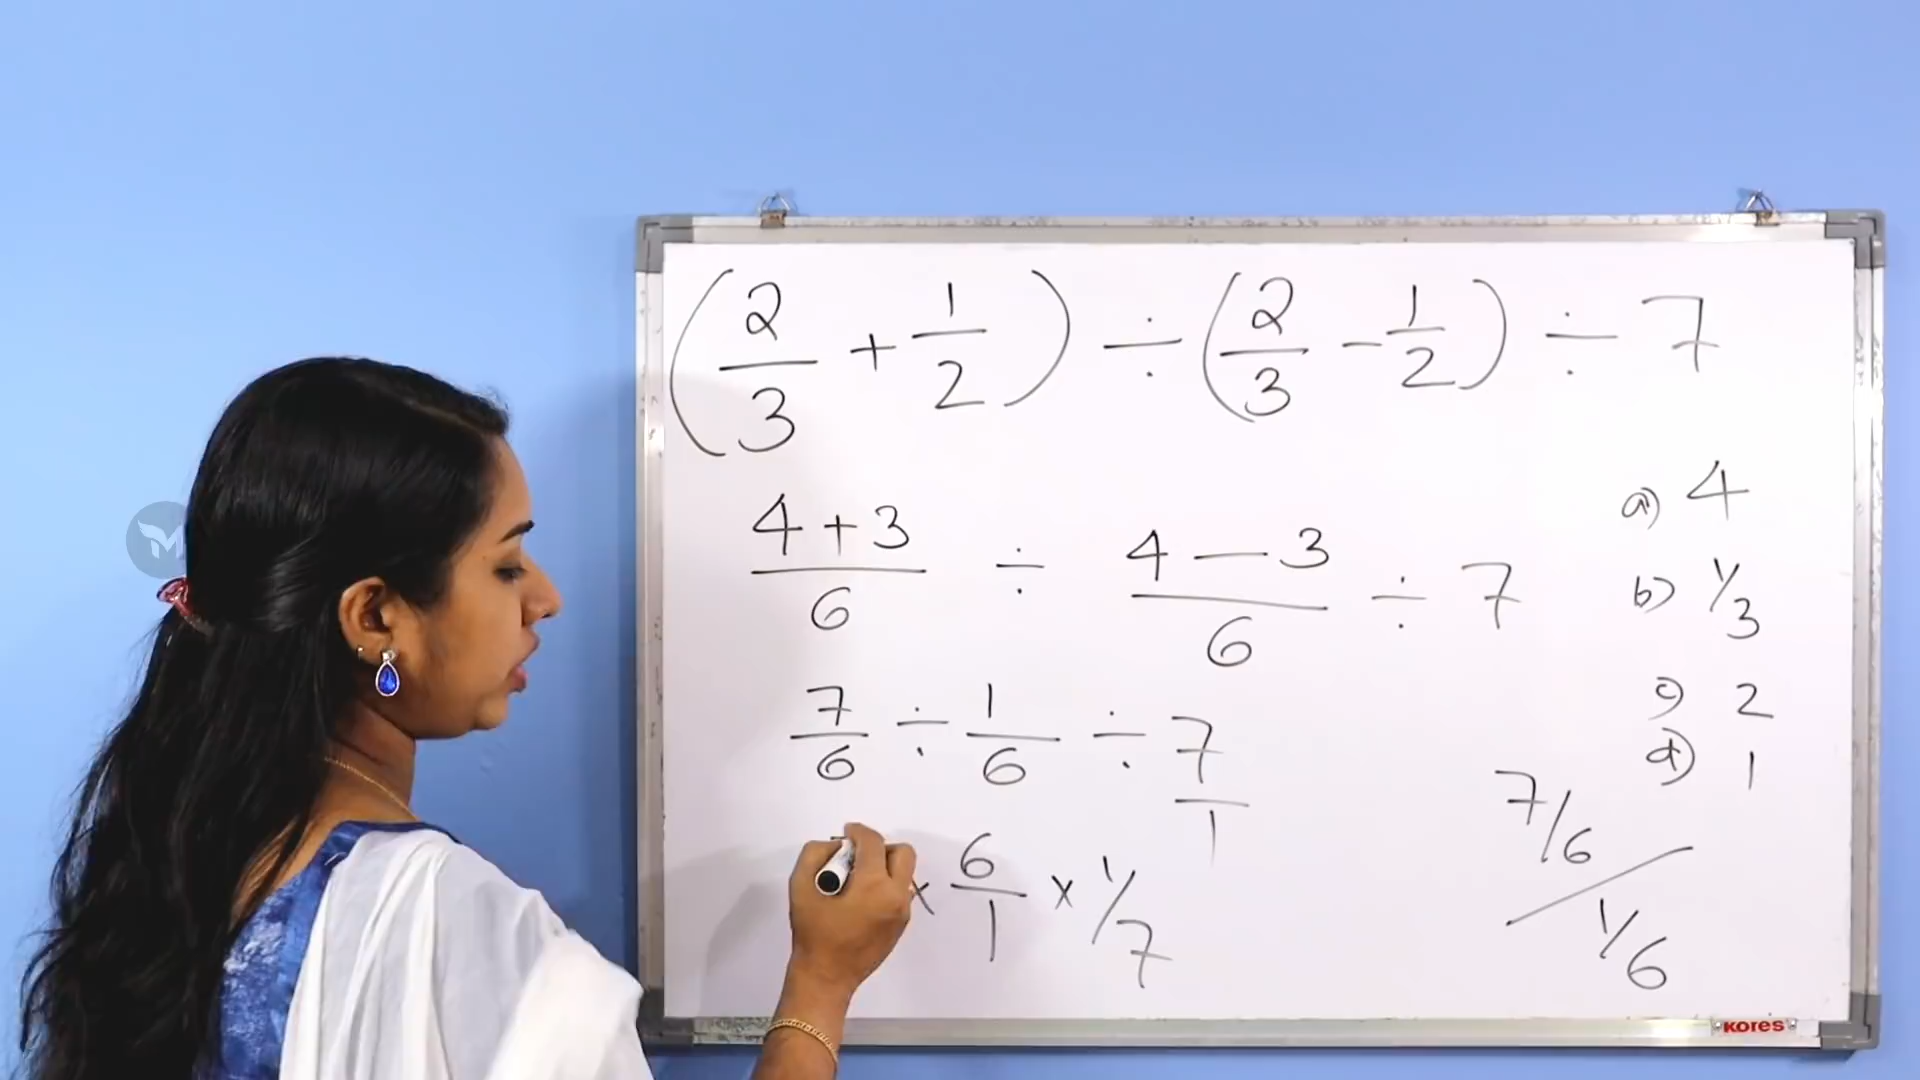 (2/3 + 1/2) ÷ (2/3 - 1/2) ÷ 7
4 + 3 / 6 ÷ 4 — 3 / 6 ÷ 7
7/6 ÷ 1/6 ÷ 7/1
x 6/1 x 1/7
a) 4
b) 1/3
c) 2
d) 1
7/6 / 1/6
KORES
M